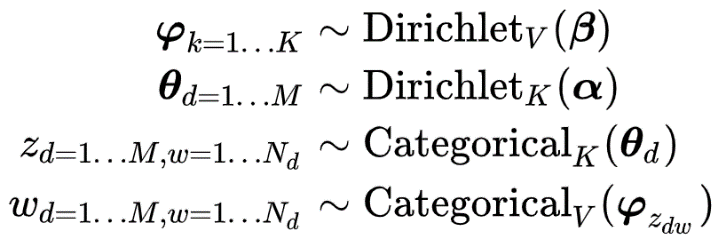 𝝋_{k=1…K} ∼ Dirichlet_V(𝜷)
𝜽_{d=1…M} ∼ Dirichlet_K(𝜶)
z_{d=1…M,w=1…N_d} ∼ Categorical_K(𝜽_d)
w_{d=1…M,w=1…N_d} ∼ Categorical_V(𝝋_{z_{dw}})